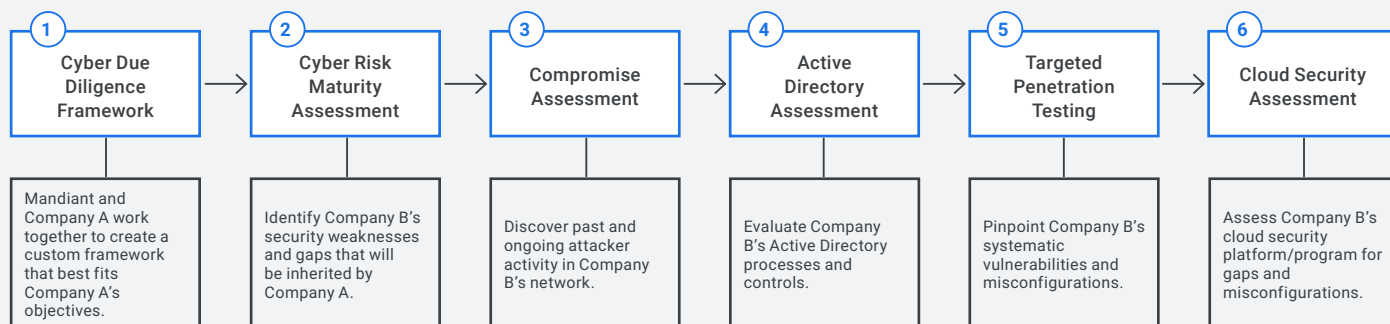 1
Cyber Due
Diligence
Framework
2
Cyber Risk
Maturity
Assessment
3
Compromise
Assessment
4
Active
Directory
Assessment
5
Targeted
Penetration
Testing
6
Cloud Security
Assessment
Mandiant and
Company A work
together to create a
custom framework
that best fits
Company A’s
objectives.
Identify Company B’s
security weaknesses
and gaps that will
be inherited by
Company A.
Discover past and
ongoing attacker
activity in Company
B’s network.
Evaluate Company
B’s Active Directory
processes and
controls.
Pinpoint Company B’s
systematic
vulnerabilities and
misconfigurations.
Assess Company B’s
cloud security
platform/program for
gaps and
misconfigurations.